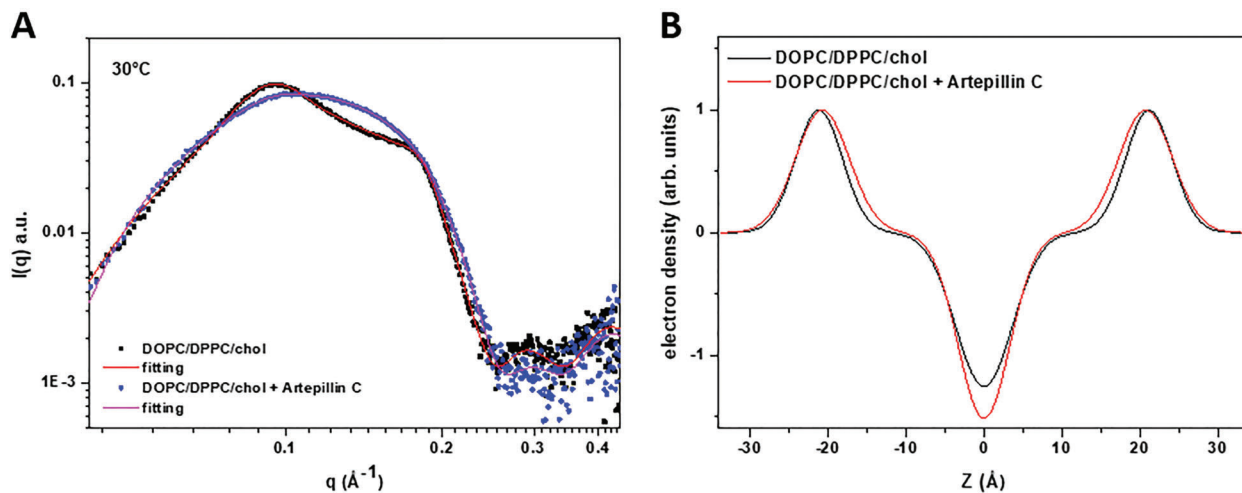 A
30ºC
0.1
0.01
1E-3
I(q) a.u.
DOPC/DPPC/chol
fitting
DOPC/DPPC/chol + Artepillin C
fitting
0.1
0.2
0.3
0.4
q (Å-1)
B
DOPC/DPPC/chol
DOPC/DPPC/chol + Artepillin C
1
0
-1
electron density (arb. units)
-30
-20
-10
0
10
20
30
Z (Å)